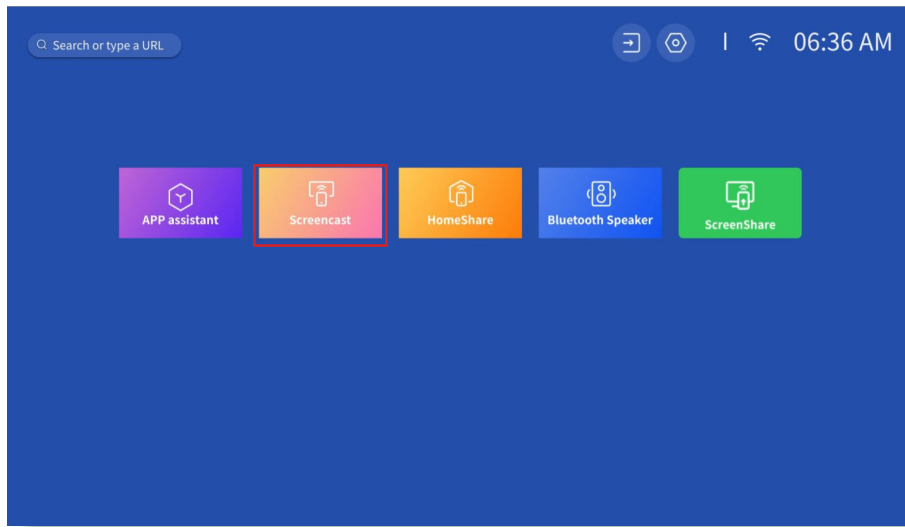 Search or type a URL
06:36 AM
APP assistant
Screencast
HomeShare
Bluetooth Speaker
ScreenShare